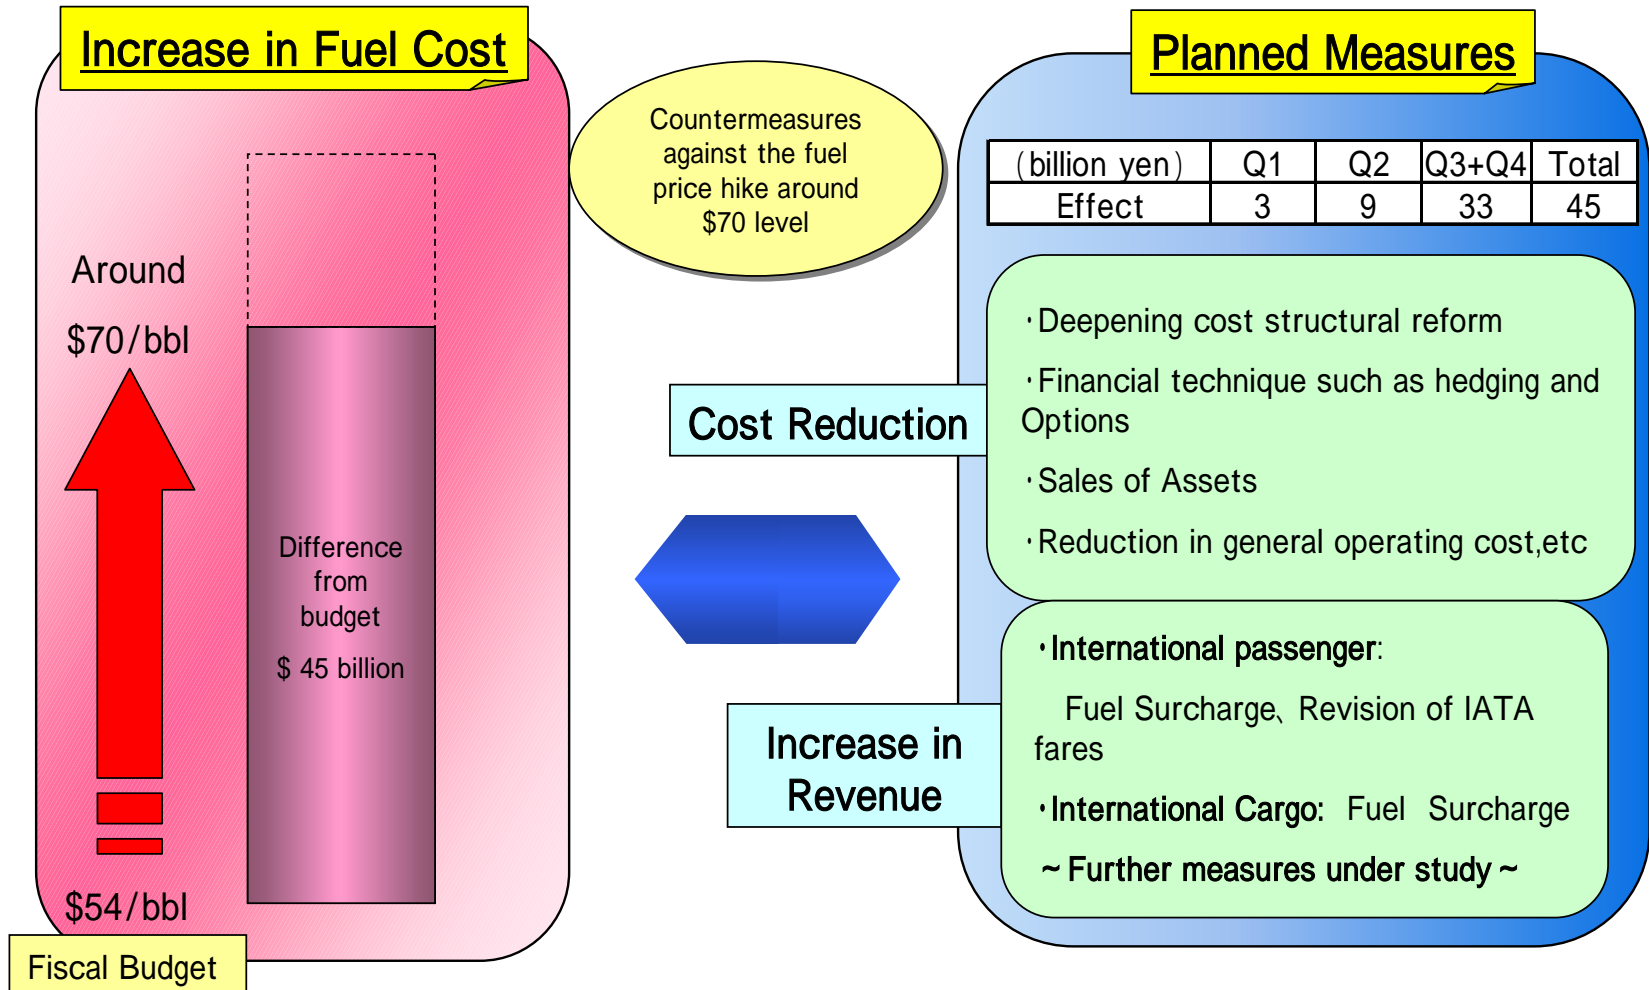 Increase in Fuel Cost
Around
$70/bbl
$54/bbl
Fiscal Budget
Difference
from
budget
$ 45 billion
Countermeasures
against the fuel
price hike around
$70 level
Planned Measures
(billion yen) Q1 Q2 Q3+Q4 Total
Effect 3 9 33 45
Cost Reduction
・Deepening cost structural reform
・Financial technique such as hedging and
Options
・Sales of Assets
・Reduction in general operating cost,etc
Increase in
Revenue
・International passenger:
Fuel Surcharge、Revision of IATA
fares
・International Cargo: Fuel Surcharge
~Further measures under study~